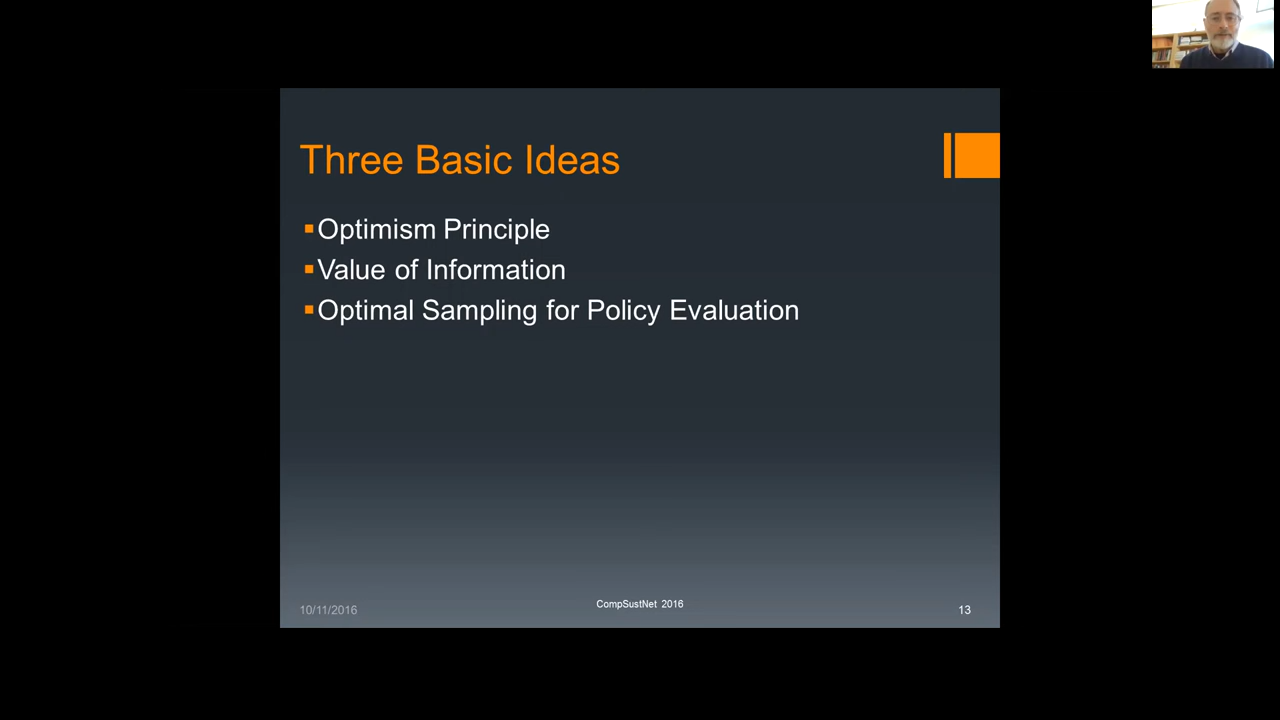 Three Basic Ideas
Optimism Principle
Value of Information
Optimal Sampling for Policy Evaluation
10/11/2016
CompSustNet 2016
13